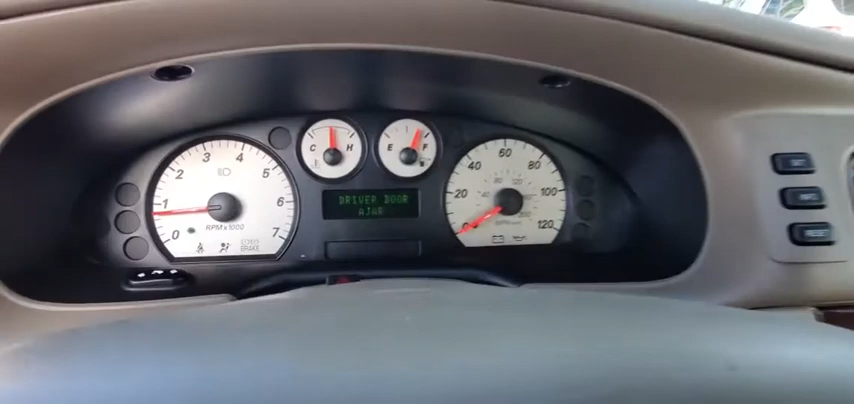 C H
E F
DRIVER DOOR
AJAR
0 1 2 3 4 5 6 7
RPM x 1000
BRAKE
0 20 40 60 80 100 120
INFO
RESET